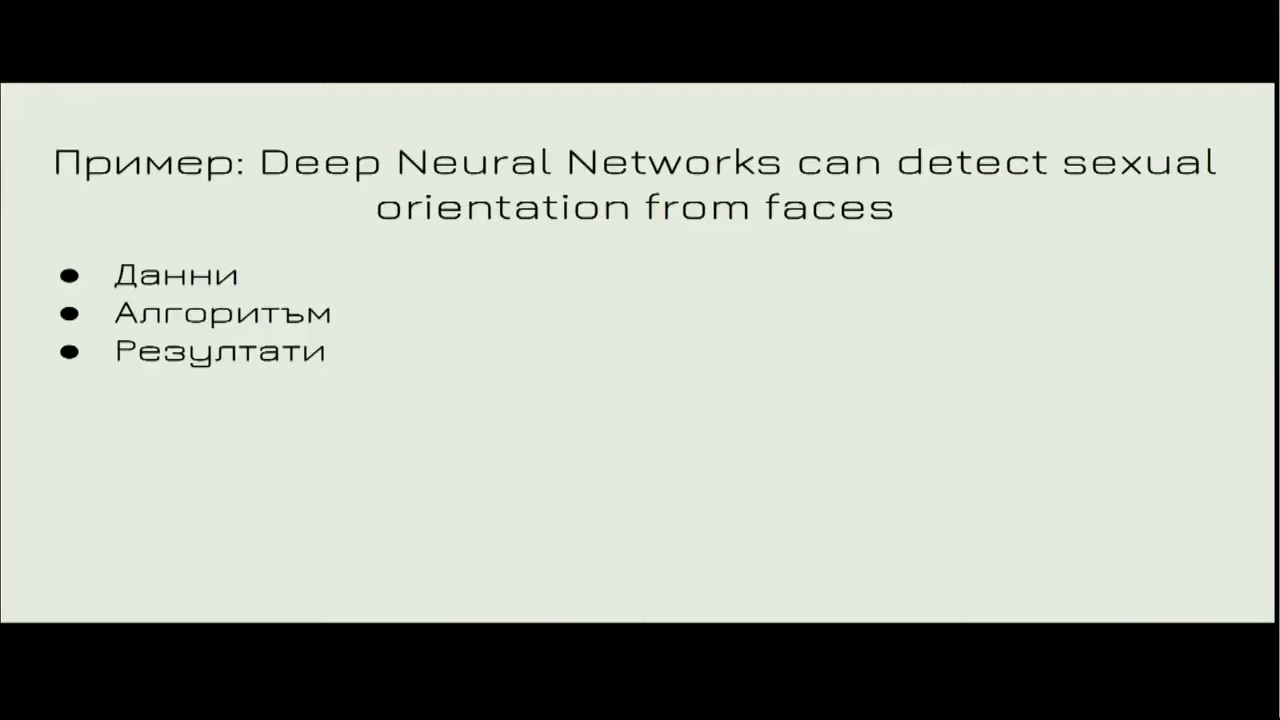 Пример: Deep Neural Networks can detect sexual
orientation from faces
● Данни
● Алгоритъм
● Резултати